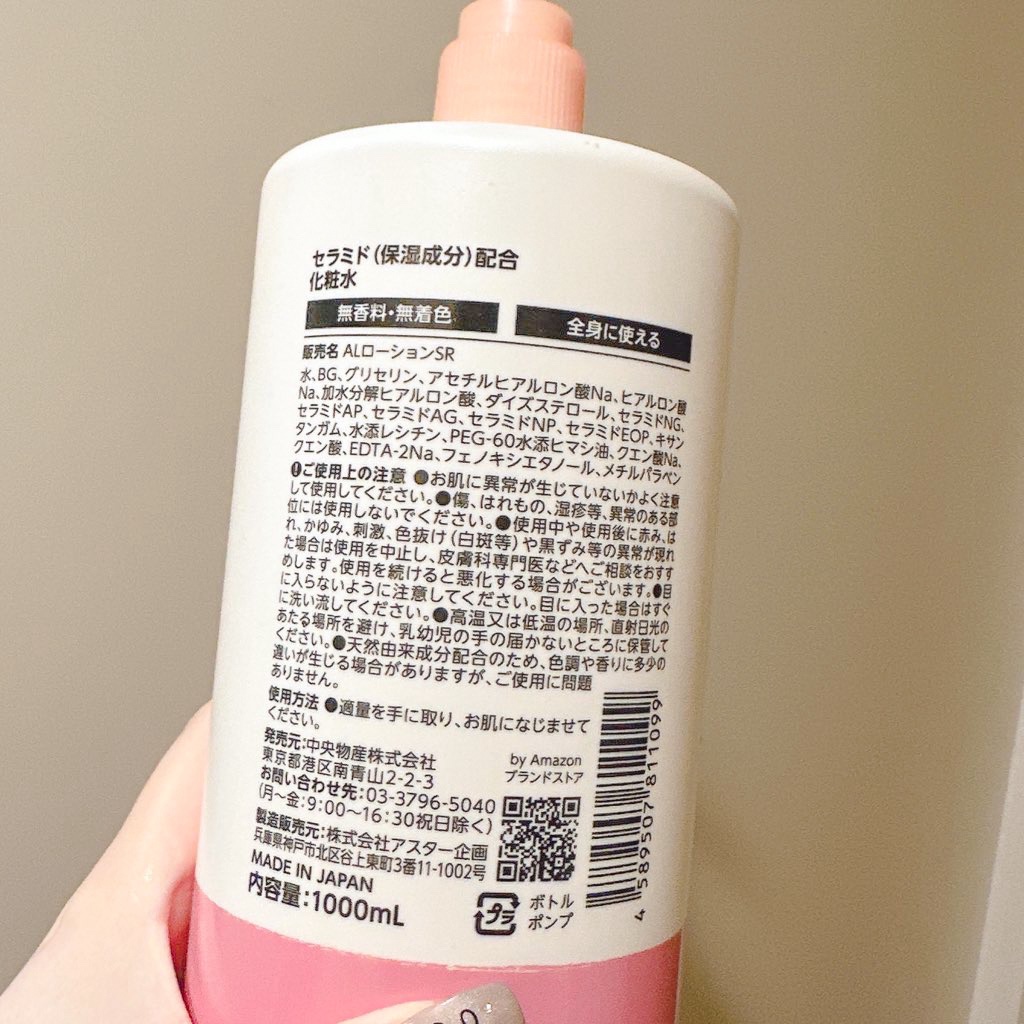 セラミド（保湿成分）配合
化粧水
無香料・無着色
全身に使える
販売名 ALローションSR
水、BG、グリセリン、アセチルヒアルロン酸Na、ヒアルロン酸
Na、加水分解ヒアルロン酸、ダイズステロール、セラミドNG、
セラミドAP、セラミドAG、セラミドNP、セラミドEOP、キサン
タンガム、水添レシチン、PEG-60水添ヒマシ油、クエン酸Na、
クエン酸、EDTA-2Na、フェノキシエタノール、メチルパラベン
❶ご使用上の注意 ●お肌に異常が生じていないかよく注意
して使用してください。●傷、はれもの、湿疹等、異常のある部
位には使用しないでください。●使用中や使用後に赤み、は
れ、かゆみ、刺激、色抜け（白斑等）や黒ずみ等の異常が現れ
た場合は使用を中止し、皮膚科専門医などへご相談をおすす
めします。使用を続けると悪化する場合がございます。●目
に入らないように注意してください。目に入った場合はすぐ
に洗い流してください。●高温又は低温の場所、直射日光の
あたる場所を避け、乳幼児の手の届かないところに保管して
ください。●天然由来成分配合のため、色調や香りに多少の
違いが生じる場合がありますが、ご使用に問題
ありません。
使用方法 ●適量を手に取り、お肌になじませて
ください。
発売元：中央物産株式会社
東京都港区南青山2-2-3
お問い合わせ先：03-3796-5040
（月〜金：9:00〜16:30祝日除く）
製造販売元：株式会社アスター企画
兵庫県神戸市北区谷上東町3番11-1002号
MADE IN JAPAN
内容量：1000mL
by Amazon
ブランドストア
プラ
ボトル
ポンプ
4 589507 811099